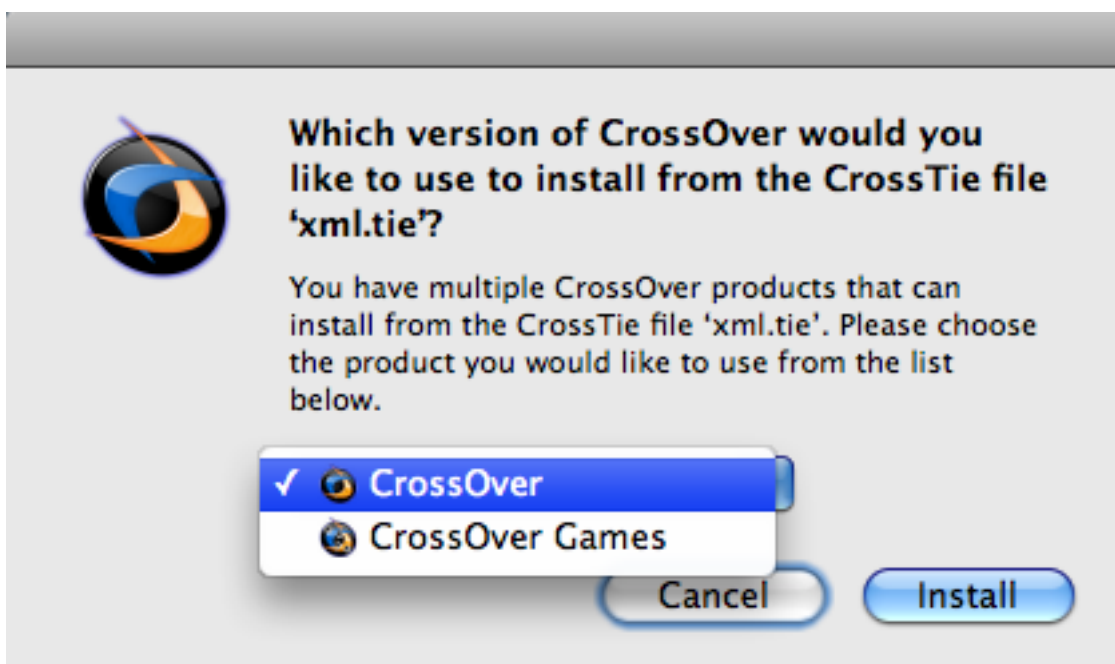 Which version of CrossOver would you
like to use to install from the CrossTie file
‘xml.tie’?
You have multiple CrossOver products that can
install from the CrossTie file ‘xml.tie’. Please choose
the product you would like to use from the list
below.
✓ CrossOver
CrossOver Games
Cancel Install